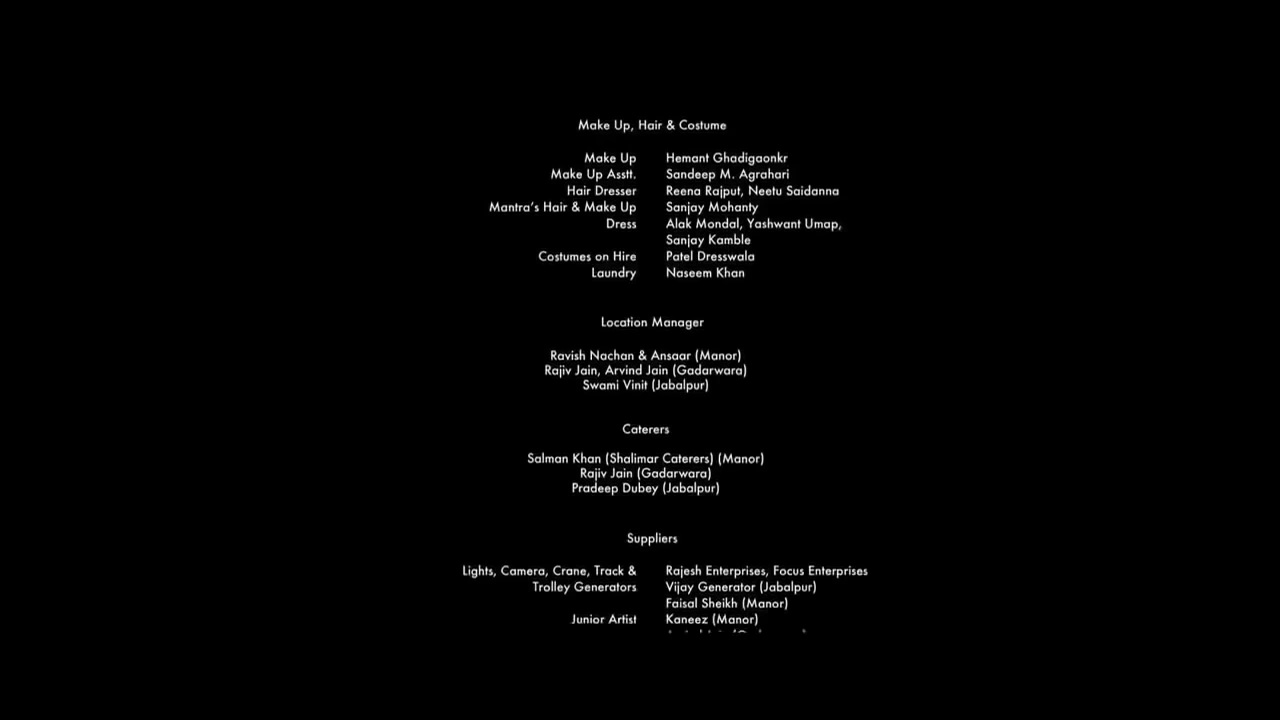 Make Up, Hair & Costume
Make Up Hemant Ghadigaonkr
Make Up Asstt. Sandeep M. Agrahari
Hair Dresser Reena Rajput, Neetu Saidanna
Mantra's Hair & Make Up Sanjay Mohanty
Dress Alak Mondal, Yashwant Umap,
Sanjay Kamble
Costumes on Hire Patel Dresswala
Laundry Naseem Khan
Location Manager
Ravish Nachan & Ansaar (Manor)
Rajiv Jain, Arvind Jain (Gadarwara)
Swami Vinit (Jabalpur)
Caterers
Salman Khan (Shalimar Caterers) (Manor)
Rajiv Jain (Gadarwara)
Pradeep Dubey (Jabalpur)
Suppliers
Lights, Camera, Crane, Track & Rajesh Enterprises, Focus Enterprises
Trolley Generators Vijay Generator (Jabalpur)
Faisal Sheikh (Manor)
Junior Artist Kaneez (Manor)